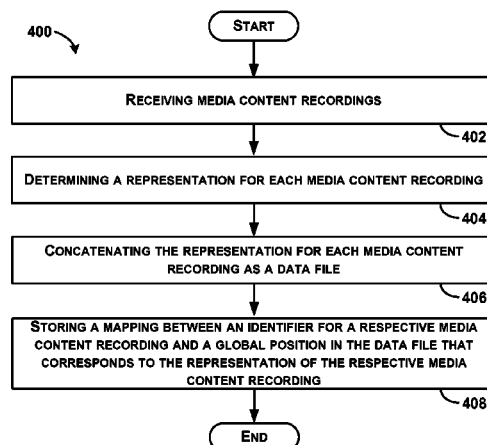 START
400
RECEIVING MEDIA CONTENT RECORDINGS
402
DETERMINING A REPRESENTATION FOR EACH MEDIA CONTENT RECORDING
404
CONCATENATING THE REPRESENTATION FOR EACH MEDIA CONTENT
RECORDING AS A DATA FILE
406
STORING A MAPPING BETWEEN AN IDENTIFIER FOR A RESPECTIVE MEDIA
CONTENT RECORDING AND A GLOBAL POSITION IN THE DATA FILE THAT
CORRESPONDS TO THE REPRESENTATION OF THE RESPECTIVE MEDIA
CONTENT RECORDING
408
END